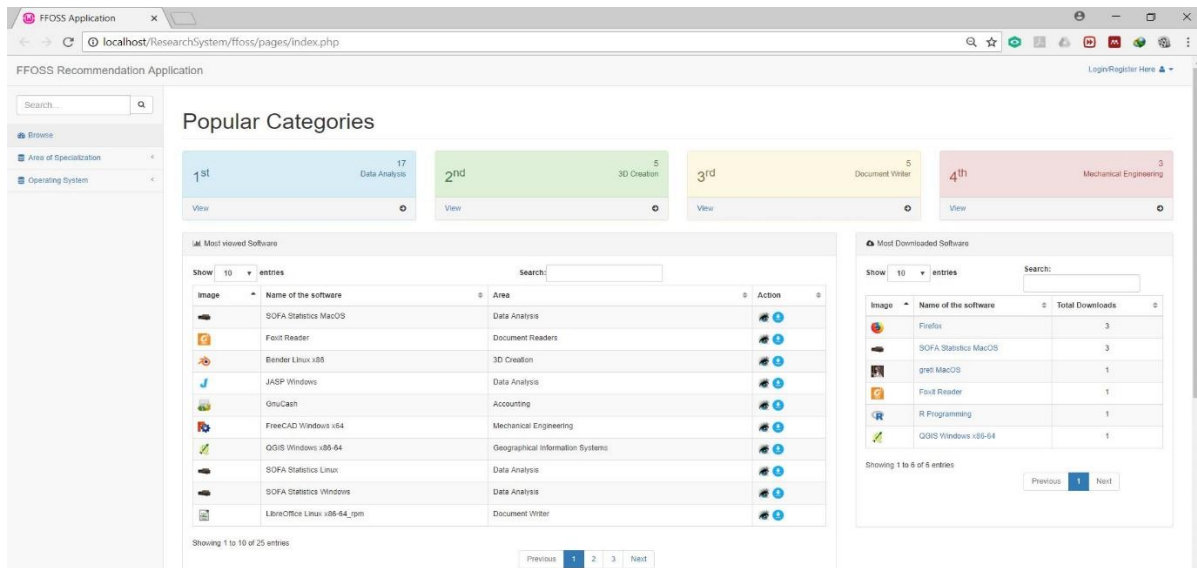 FFOSS Application
localhost/ResearchSystem/ffoss/pages/index.php
FFOSS Recommendation Application
Login/Register Here
Search...
Browse
Area of Specialization
Operating System
Popular Categories
1st
17
Data Analysis
View
2nd
5
3D Creation
View
3rd
5
Document Writer
View
4th
3
Mechanical Engineering
View
Most viewed Software
Show 10 entries Search:
Image Name of the software Area Action
SOFA Statistics MacOS Data Analysis
Foxit Reader Document Readers
Bender Linux x86 3D Creation
JASP Windows Data Analysis
GnuCash Accounting
FreeCAD Windows x64 Mechanical Engineering
QGIS Windows x86-64 Geographical Information Systems
SOFA Statistics Linux Data Analysis
SOFA Statistics Windows Data Analysis
LibreOffice Linux x86-64_rpm Document Writer
Showing 1 to 10 of 25 entries
Previous 1 2 3 Next
Most Downloaded Software
Show 10 entries Search:
Image Name of the software Total Downloads
Firefox 3
SOFA Statistics MacOS 3
gretl MacOS 1
Foxit Reader 1
R Programming 1
QGIS Windows x86-64 1
Showing 1 to 6 of 6 entries
Previous 1 Next